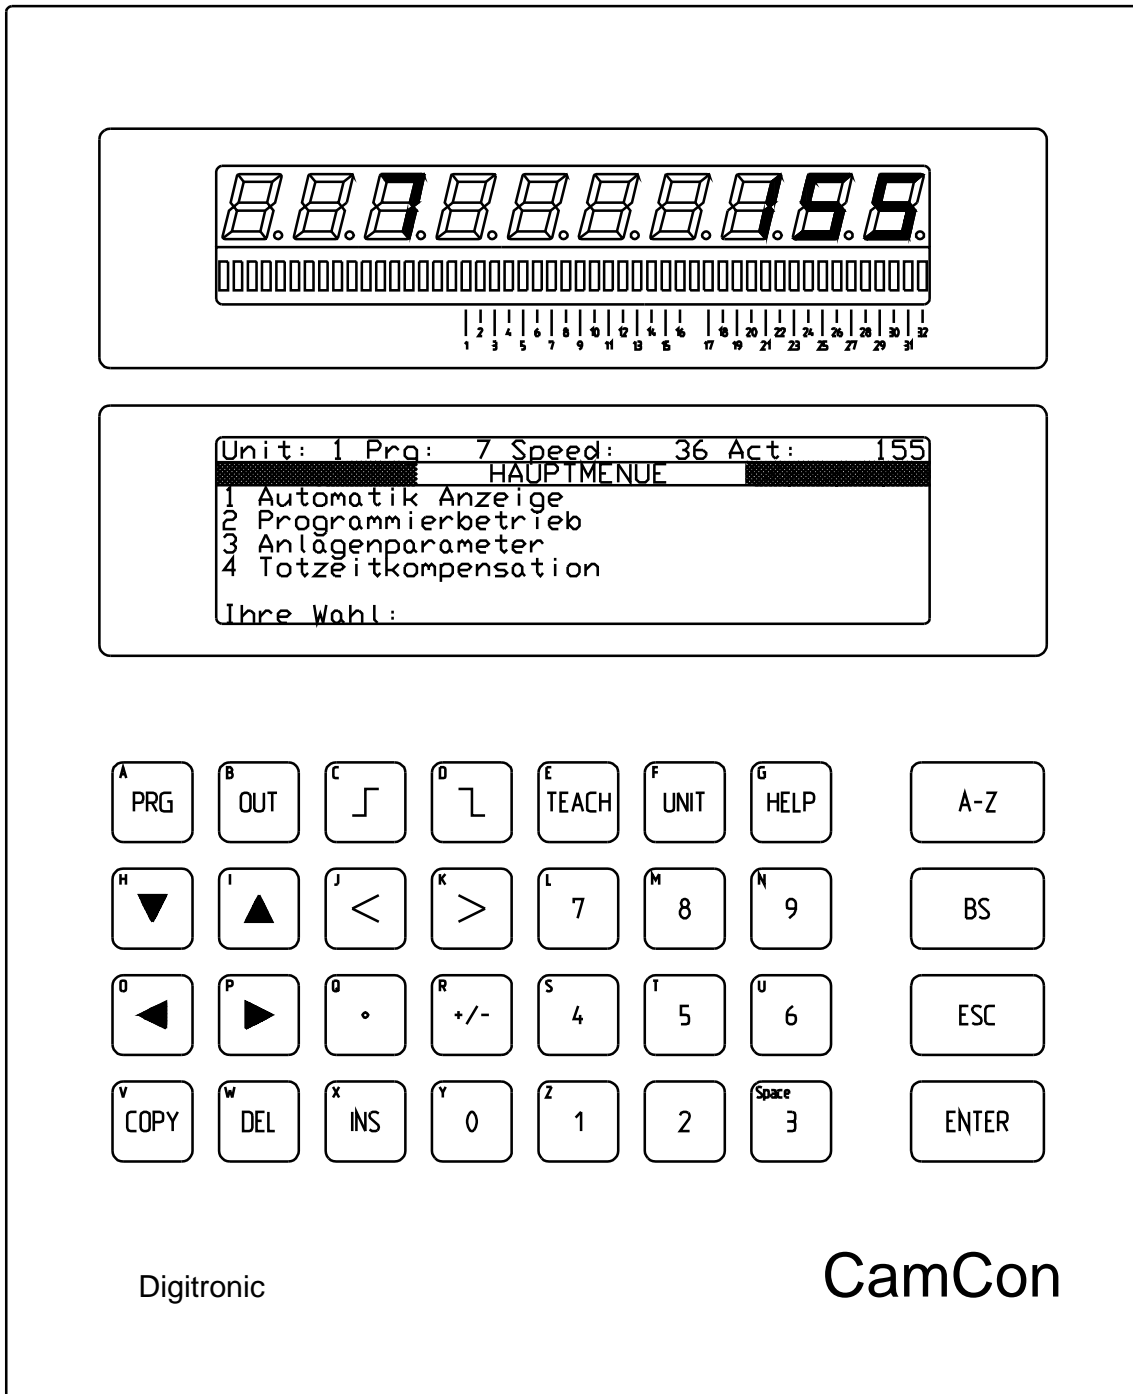 7 155
2 4 6 8 10 12 14 16 18 20 22 24 26 28 30 32
1 3 5 7 9 11 13 15 17 19 21 23 25 27 29 31
Unit: 1 Prg: 7 Speed: 36 Act: 155
HAUPTMENUE
1 Automatik Anzeige
2 Programmierbetrieb
3 Anlagenparameter
4 Totzeitkompensation
Ihre Wahl:
A B C D E F G
PRG OUT TEACH UNIT HELP A-Z
H I J K L M N
< > 7 8 9 BS
O P Q R S T U
+/- 4 5 6 ESC
V W X Y Z Space
COPY DEL INS 0 1 2 3 ENTER
Digitronic
CamCon